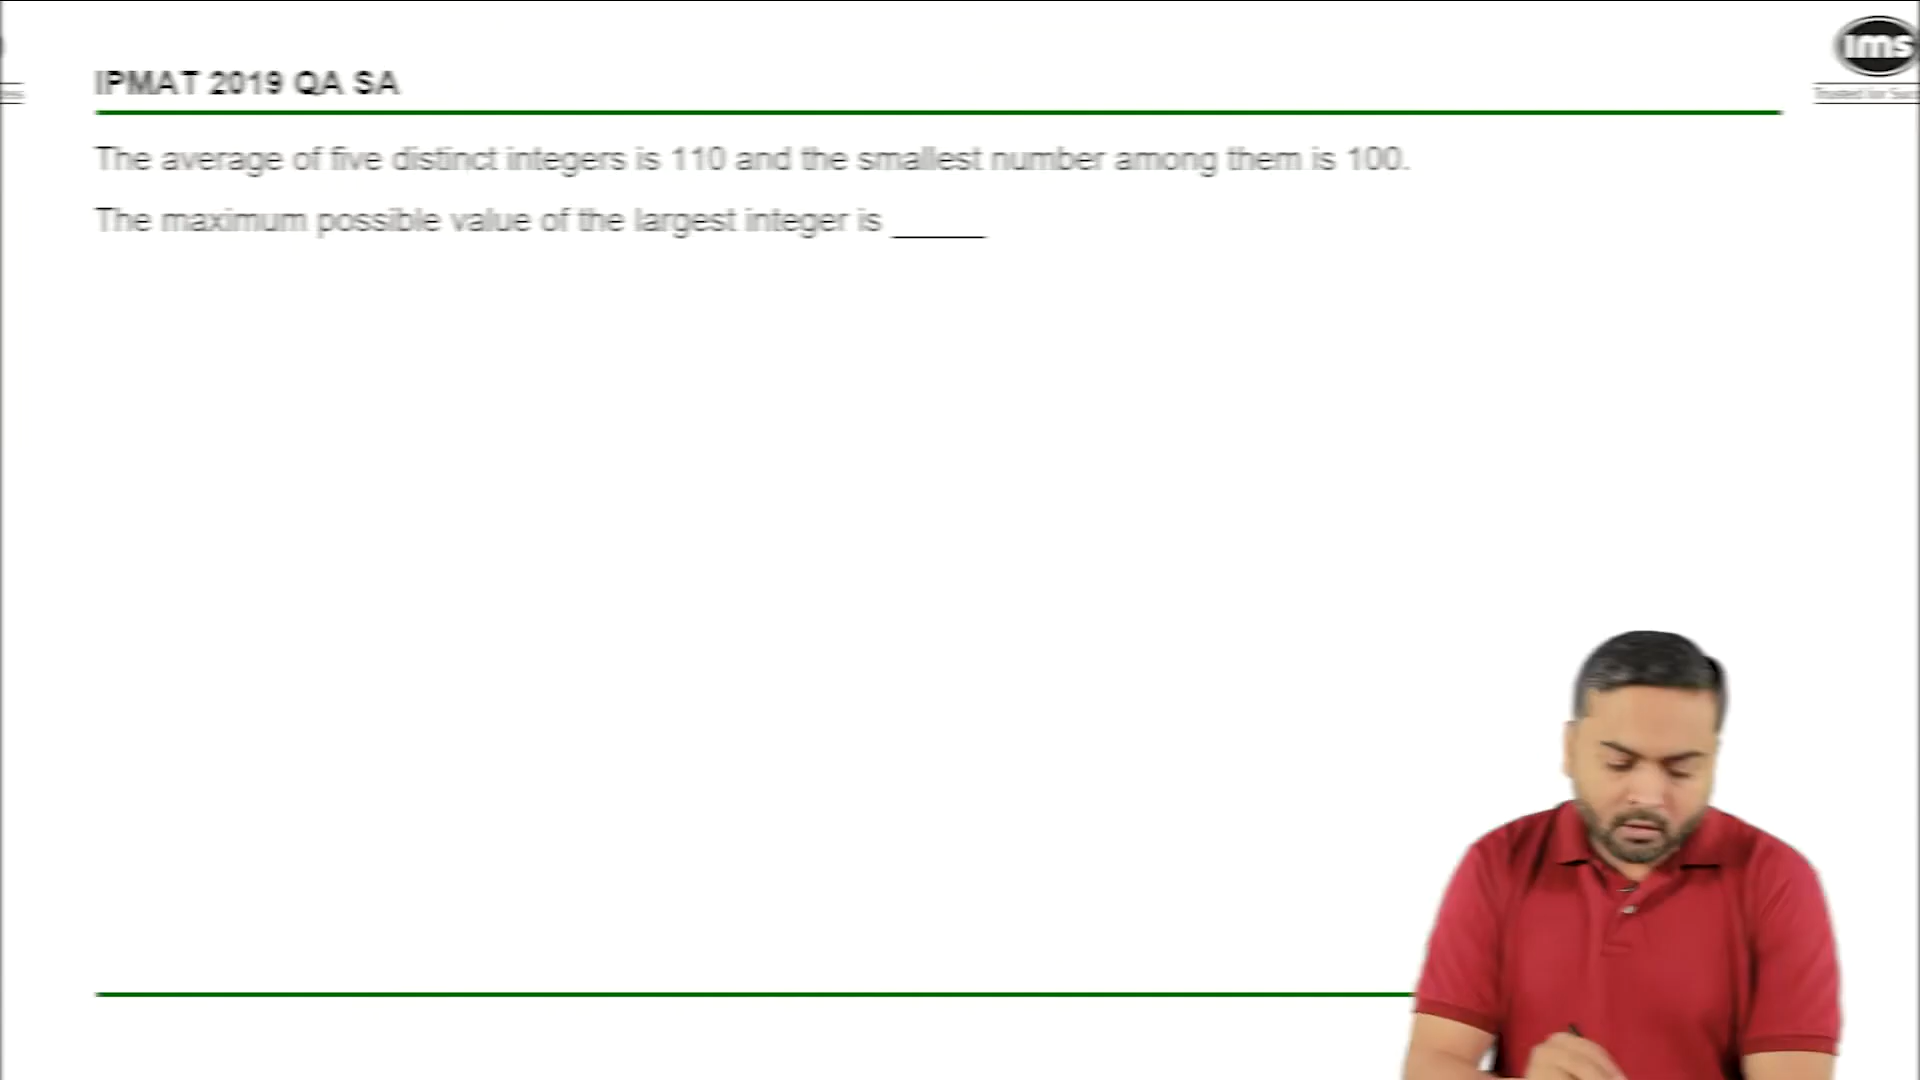 ims
IPMAT 2019 QA SA
The average of five distinct integers is 110 and the smallest number among them is 100.
The maximum possible value of the largest integer is ______